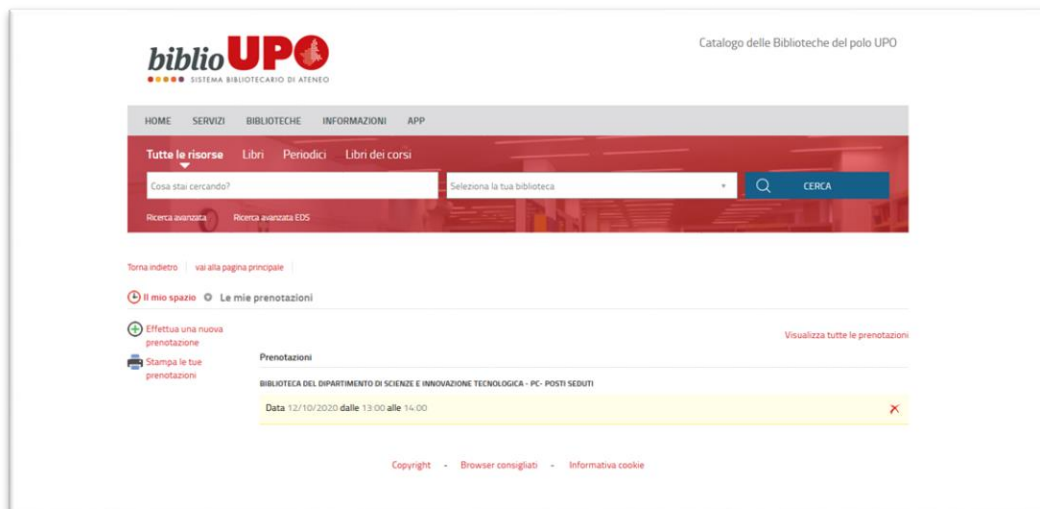 biblioUPO
SISTEMA BIBLIOTECARIO DI ATENEO
Catalogo delle Biblioteche del polo UPO
HOME SERVIZI BIBLIOTECHE INFORMAZIONI APP
Tutte le risorse Libri Periodici Libri dei corsi
Cosa stai cercando? Seleziona la tua biblioteca CERCA
Ricerca avanzata Ricerca avanzata EDS
Torna indietro vai alla pagina principale
Il mio spazio Le mie prenotazioni
Effettua una nuova
prenotazione
Visualizza tutte le prenotazioni
Stampa le tue
prenotazioni
Prenotazioni
BIBLIOTECA DEL DIPARTIMENTO DI SCIENZE E INNOVAZIONE TECNOLOGICA - PC- POSTI SEDUTI
Data 12/10/2020 dalle 13:00 alle 14:00
Copyright - Browser consigliati - Informativa cookie